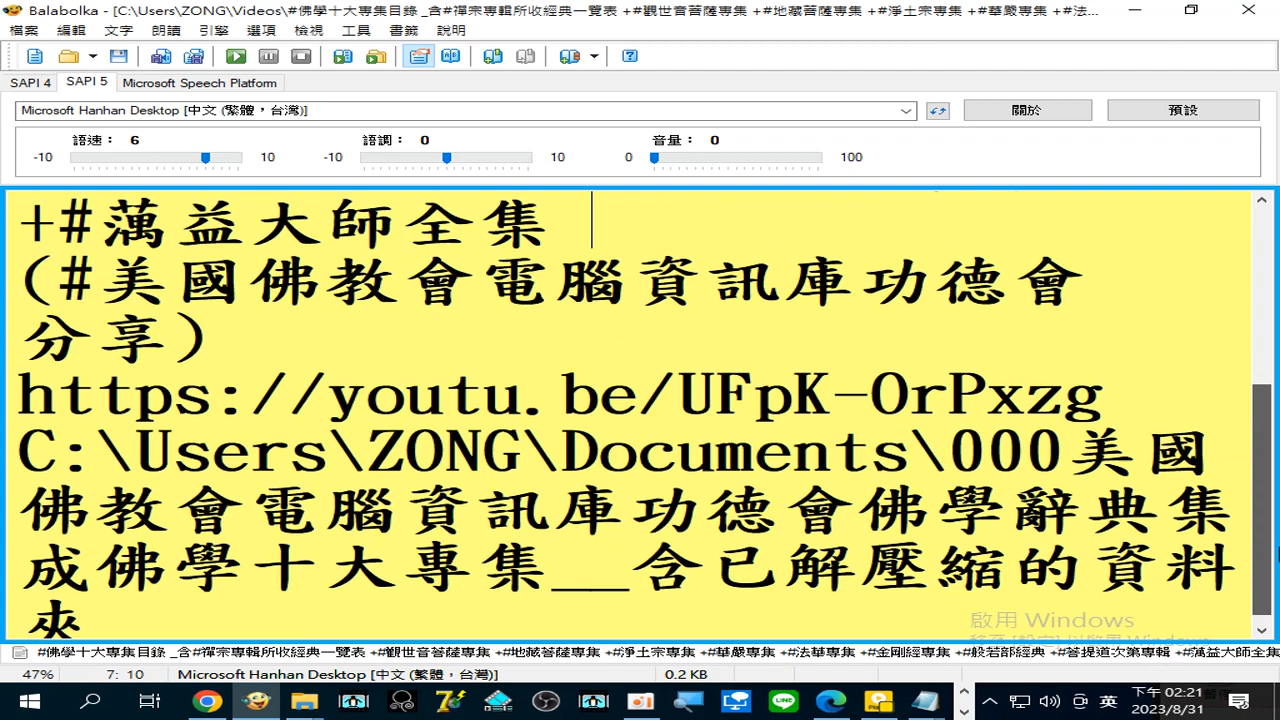 Balabolka - [C:\Users\ZONG\Videos\#佛學十大專集目錄 _含#禪宗專輯所收經典一覽表 +#觀世音菩薩專集 +#地藏菩薩專集 +#淨土宗專集 +#華嚴專集 +#法...
檔案 編輯 文字 朗讀 引擎 選項 檢視 工具 書籤 說明
SAPI 4 SAPI 5 Microsoft Speech Platform
Microsoft Hanhan Desktop [中文 (繁體，台灣)] 關於 預設
語速： 6 語調： 0 音量： 0
-10 10 -10 10 0 100
+#蕅益大師全集
(#美國佛教會電腦資訊庫功德會
分享)
https://youtu.be/UFpK-OrPxzg
C:\Users\ZONG\Documents\000美國
佛教會電腦資訊庫功德會佛學辭典集
成佛學十大專集__含已解壓縮的資料
夾
啟用 Windows
移至 [設定] 以啟用 Windows
#佛學十大專集目錄 _含#禪宗專輯所收經典一覽表 +#觀世音菩薩專集 +#地藏菩薩專集 +#淨土宗專集 +#華嚴專集 +#法華專集 +#金剛經專集 +#般若部經典 +#菩提道次第專輯 +#蕅益大師全集
47% 7: 10 Microsoft Hanhan Desktop [中文 (繁體，台灣)] 0.2 KB
英
下午 02:21
2023/8/31